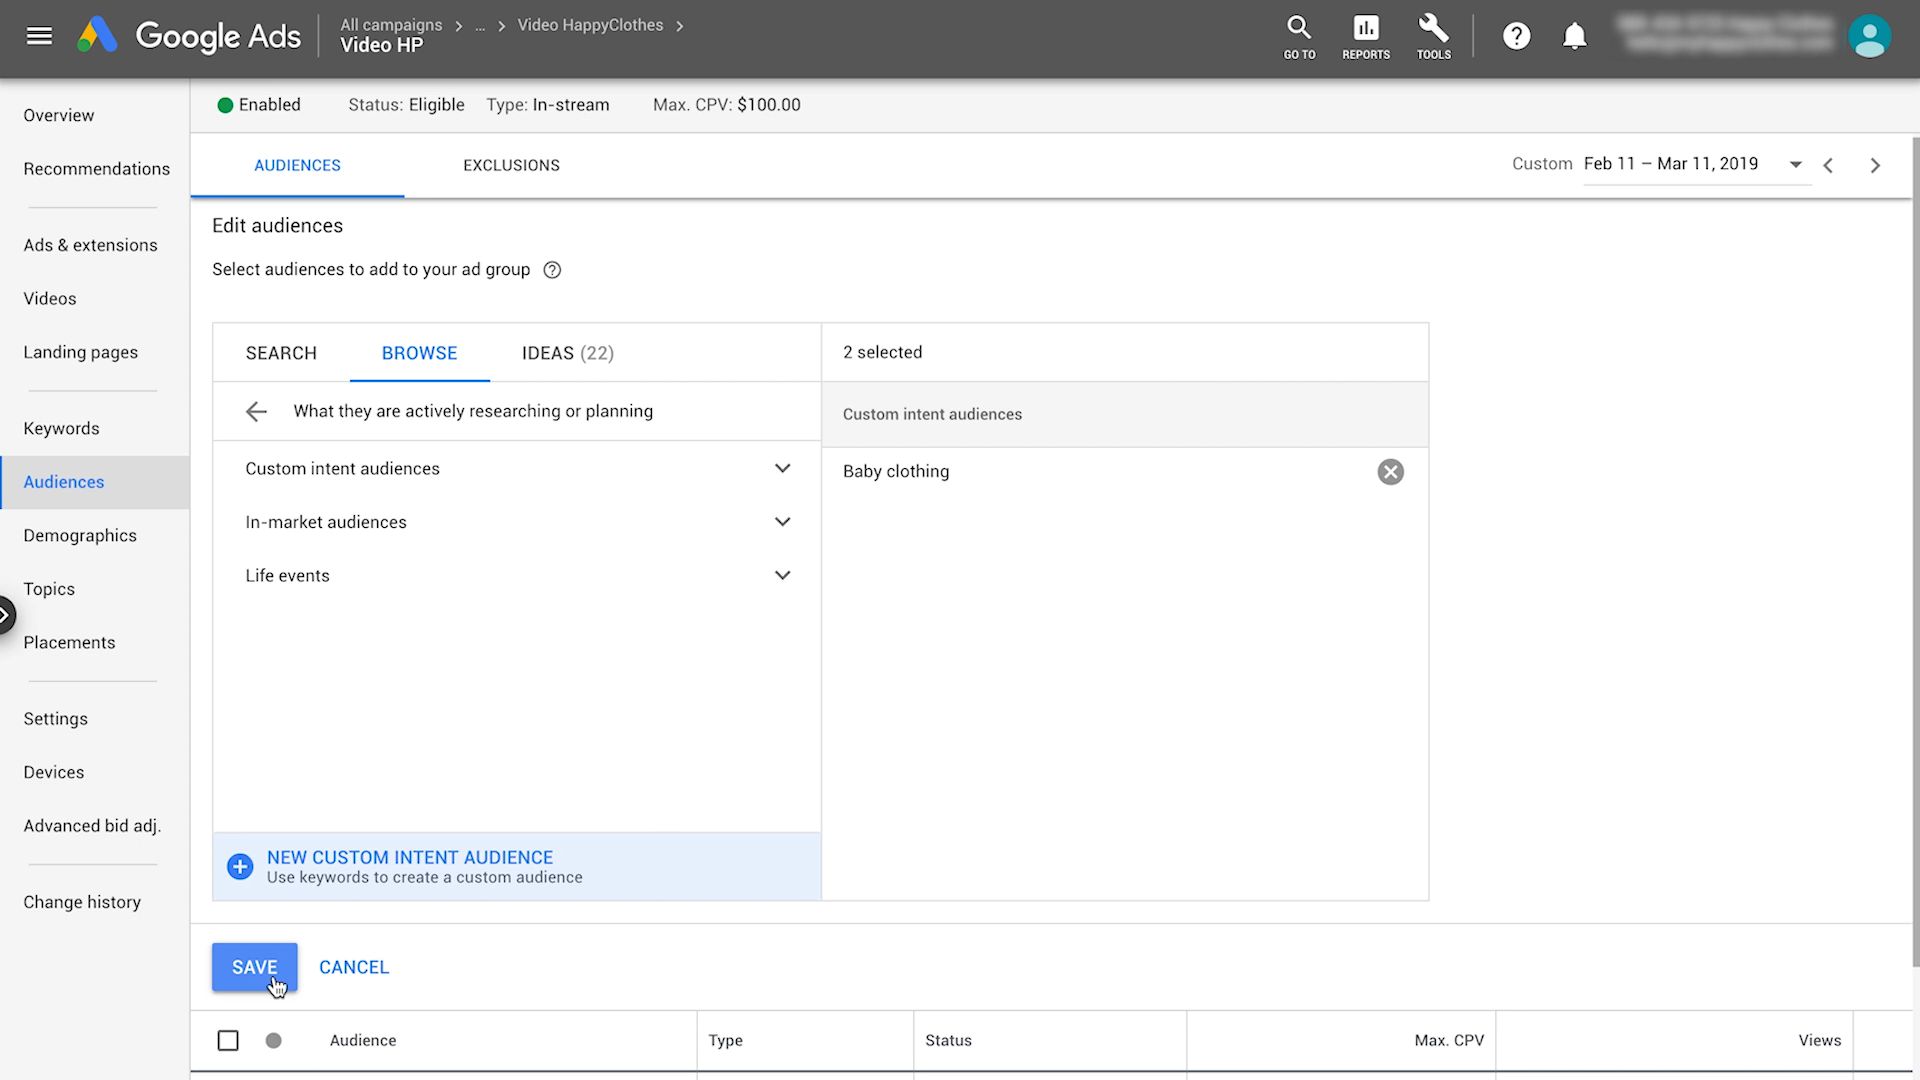 Google Ads
All campaigns > ... > Video HappyClothes >
Video HP
GO TO
REPORTS
TOOLS
Enabled Status: Eligible Type: In-stream Max. CPV: $100.00
Overview
Recommendations
Ads & extensions
Videos
Landing pages
Keywords
Audiences
Demographics
Topics
Placements
Settings
Devices
Advanced bid adj.
Change history
AUDIENCES
EXCLUSIONS
Custom Feb 11 – Mar 11, 2019
Edit audiences
Select audiences to add to your ad group
SEARCH
BROWSE
IDEAS (22)
2 selected
What they are actively researching or planning
Custom intent audiences
In-market audiences
Life events
Custom intent audiences
Baby clothing
NEW CUSTOM INTENT AUDIENCE
Use keywords to create a custom audience
SAVE
CANCEL
Audience
Type
Status
Max. CPV
Views